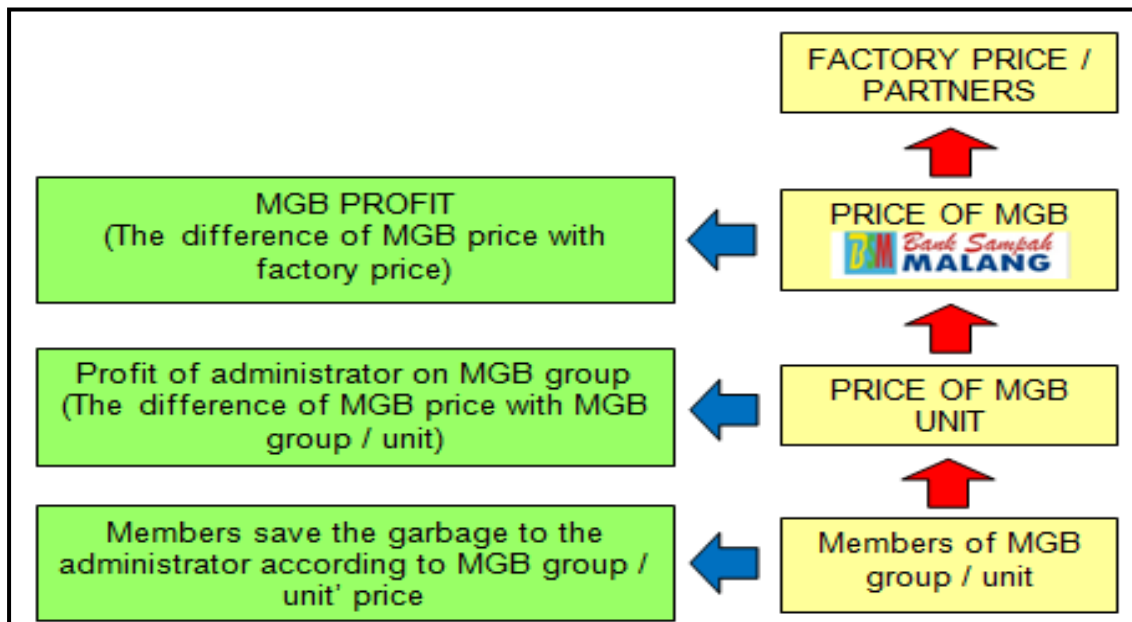 FACTORY PRICE /
PARTNERS
MGB PROFIT
(The difference of MGB price with
factory price)
PRICE OF MGB
BSM Bank Sampah
MALANG
Profit of administrator on MGB group
(The difference of MGB price with MGB
group / unit)
PRICE OF MGB
UNIT
Members save the garbage to the
administrator according to MGB group /
unit' price
Members of MGB
group / unit